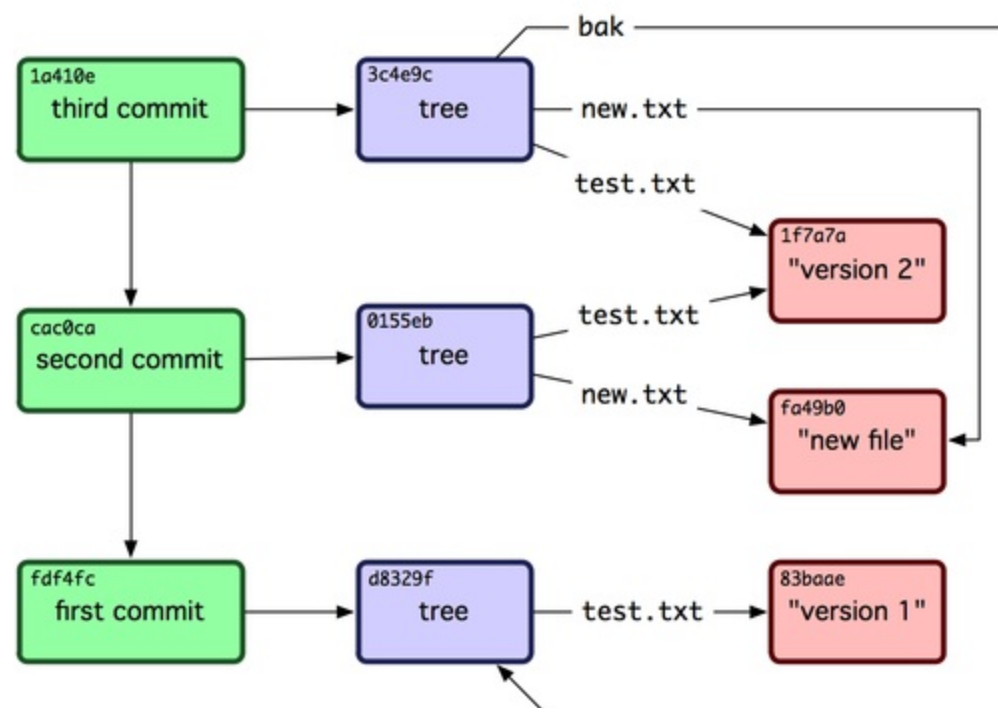 bak
1a410e
third commit
3c4e9c
tree
new.txt
test.txt
1f7a7a
"version 2"
cac0ca
second commit
0155eb
tree
test.txt
new.txt
fa49b0
"new file"
fdf4fc
first commit
d8329f
tree
test.txt
83baae
"version 1"